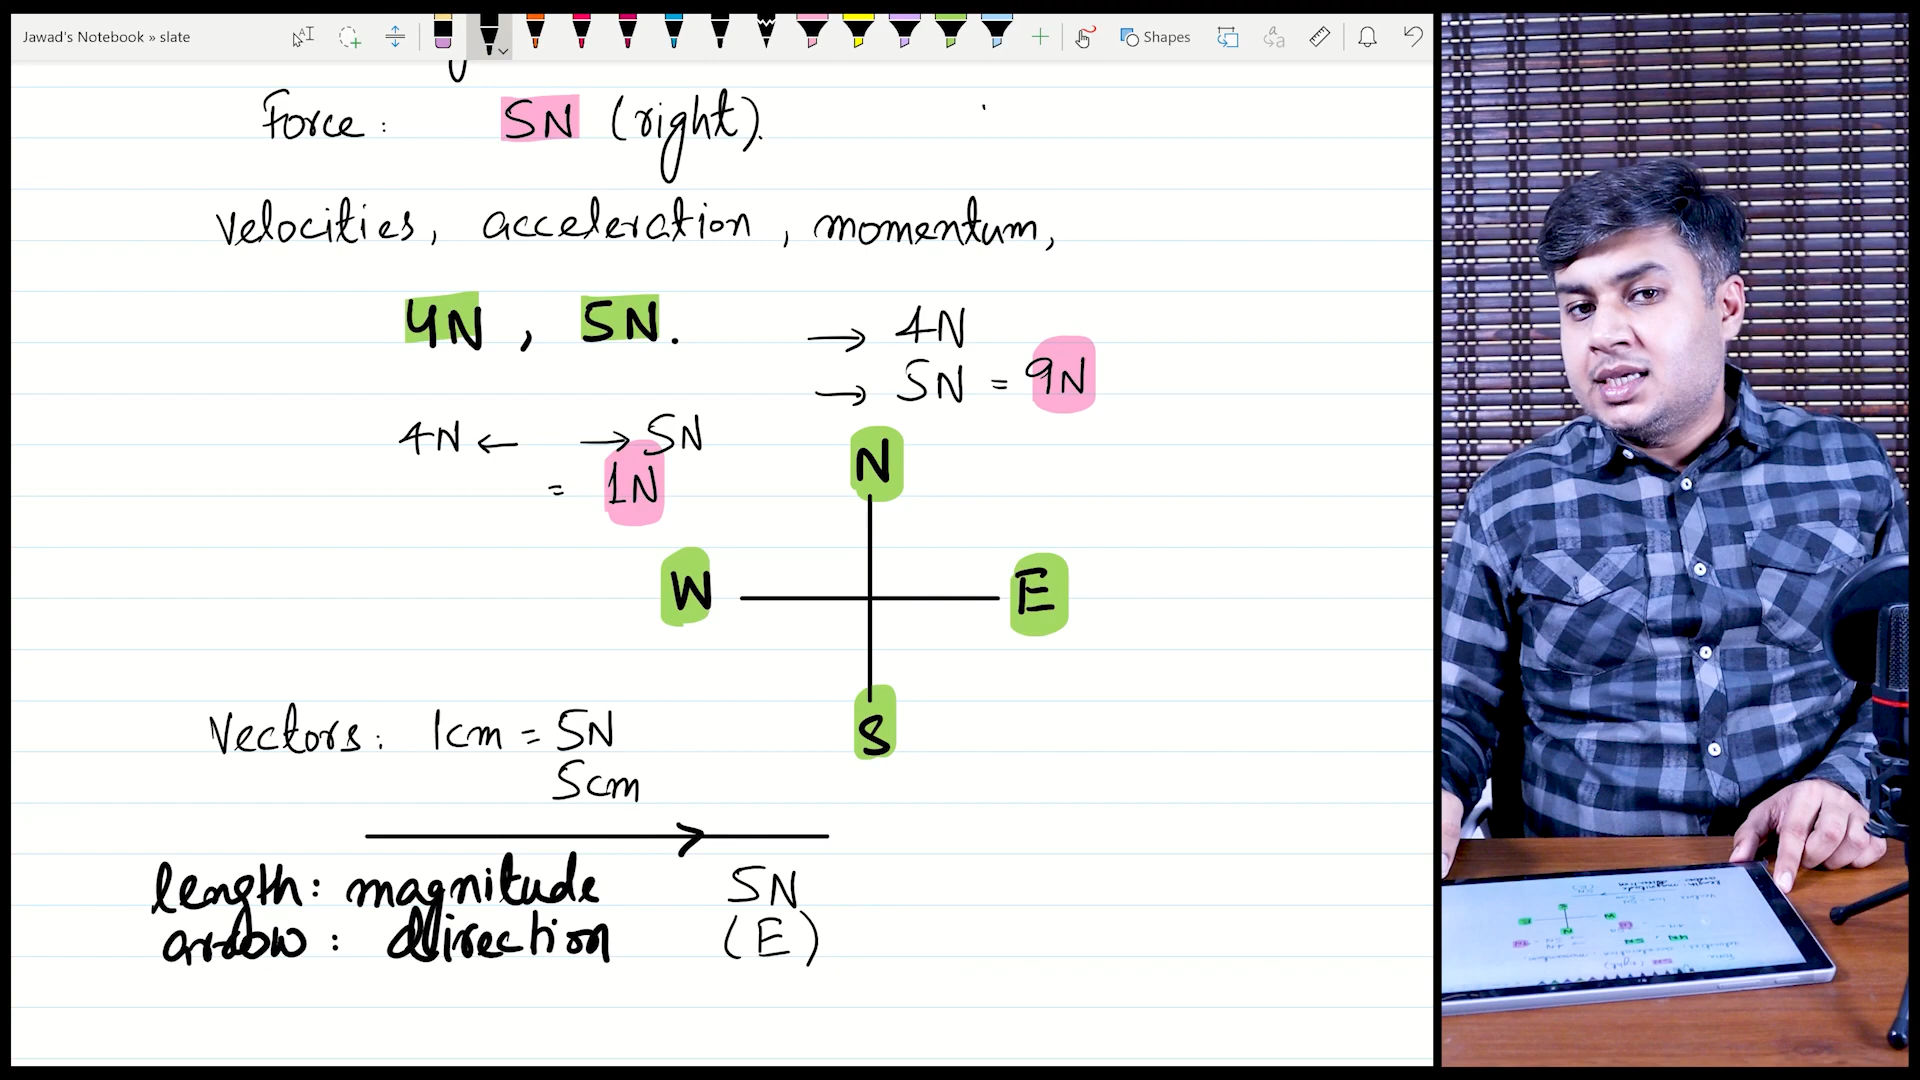 Jawad's Notebook » slate
Shapes
Force: 5N (right).
velocities, acceleration, momentum,
4N, 5N.
→ 4N
→ 5N = 9N
4N ← → 5N
= 1N
N
W E
S
Vectors: 1cm = 5N
5cm
length: magnitude 5N
arrow: direction (E)